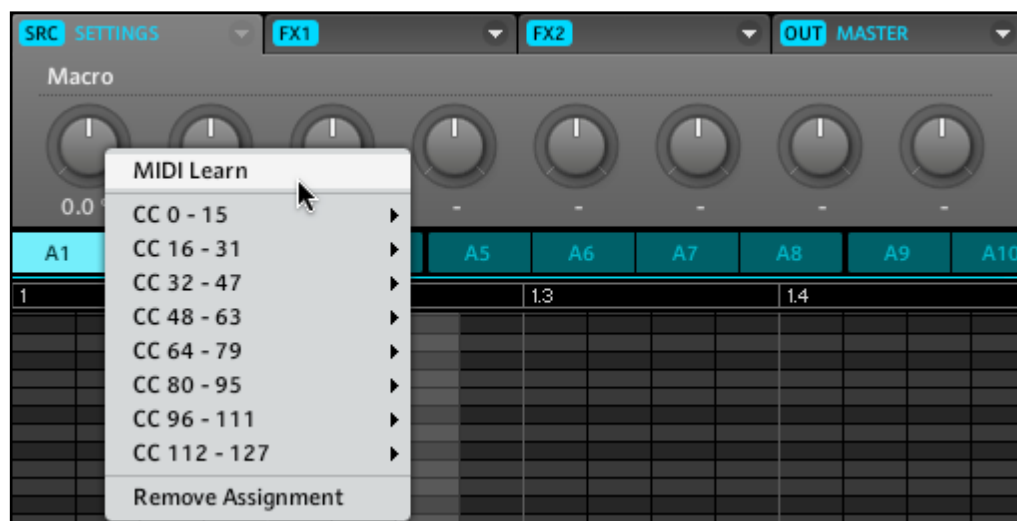 SRC SETTINGS FX1 FX2 OUT MASTER
Macro
0.0 - - - - -
MIDI Learn
CC 0 - 15
CC 16 - 31
CC 32 - 47
CC 48 - 63
CC 64 - 79
CC 80 - 95
CC 96 - 111
CC 112 - 127
Remove Assignment
A1 A5 A6 A7 A8 A9 A10
1 1.3 1.4